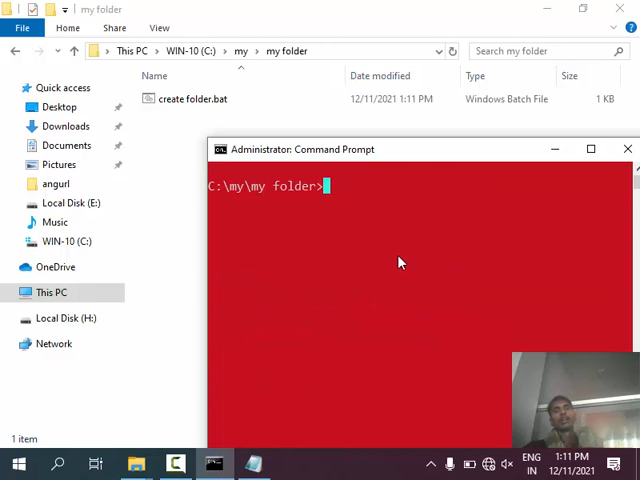 my folder
File
Home
Share
View
This PC
WIN-10 (C:)
my
my folder
Search my folder
Name
Date modified
Type
Size
create folder.bat
12/11/2021 1:11 PM
Windows Batch File
1 KB
Quick access
Desktop
Downloads
Documents
Pictures
angurl
Local Disk (E:)
Music
WIN-10 (C:)
OneDrive
This PC
Local Disk (H:)
Network
1 item
Administrator: Command Prompt
C:\my\my folder>
ENG
IN
1:11 PM
12/11/2021